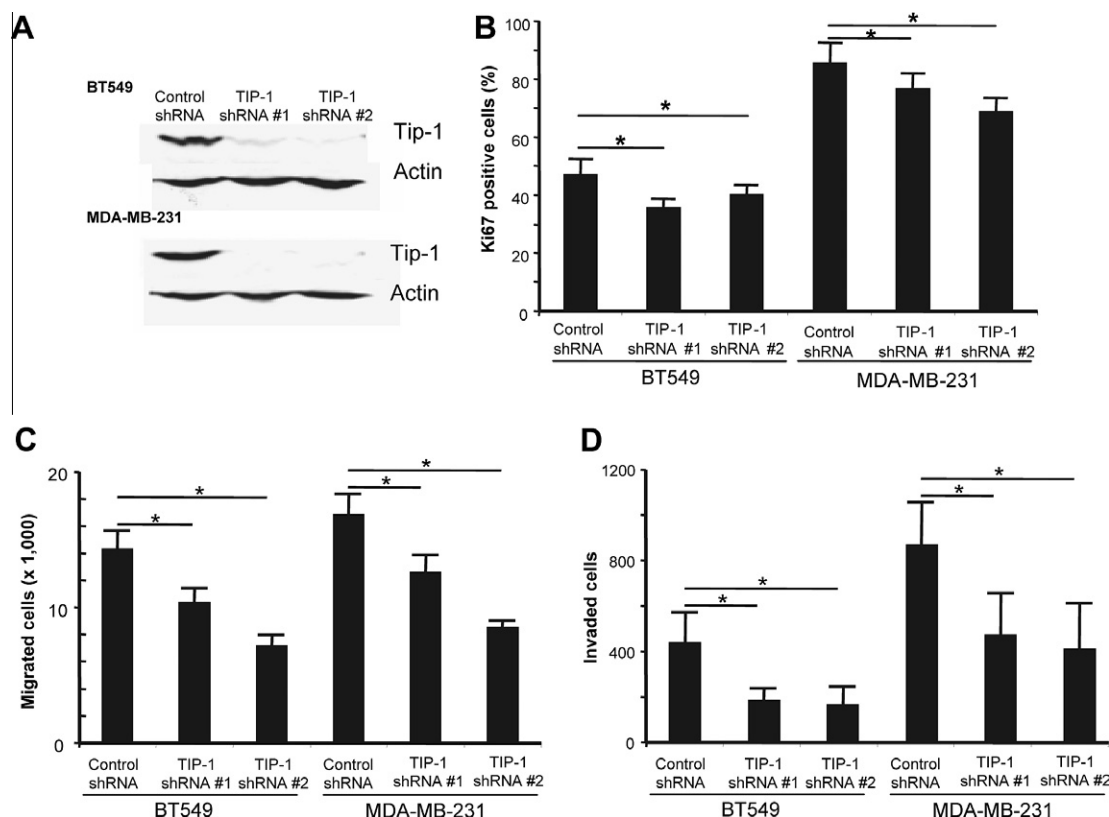 A
BT549
Control shRNA
TIP-1 shRNA #1
TIP-1 shRNA #2
Tip-1
Actin
MDA-MB-231
Tip-1
Actin
B
Ki67 positive cells (%)
100
80
60
40
20
0
*
*
*
*
Control shRNA
TIP-1 shRNA #1
TIP-1 shRNA #2
Control shRNA
TIP-1 shRNA #1
TIP-1 shRNA #2
BT549
MDA-MB-231
C
Migrated cells (x 1,000)
20
10
0
*
*
*
*
Control shRNA
TIP-1 shRNA #1
TIP-1 shRNA #2
Control shRNA
TIP-1 shRNA #1
TIP-1 shRNA #2
BT549
MDA-MB-231
D
Invaded cells
1200
800
400
0
*
*
*
*
Control shRNA
TIP-1 shRNA #1
TIP-1 shRNA #2
Control shRNA
TIP-1 shRNA #1
TIP-1 shRNA #2
BT549
MDA-MB-231